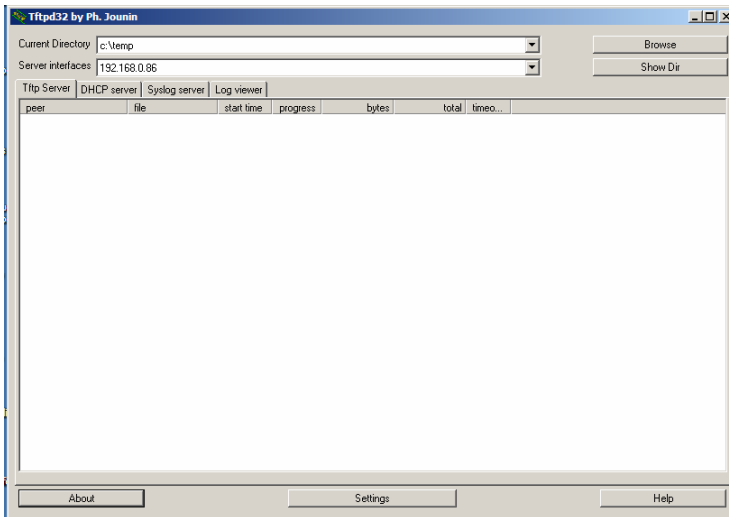 Tftpd32 by Ph. Jounin
Current Directory c:\temp Browse
Server interfaces 192.168.0.86 Show Dir
Tftp Server DHCP server Syslog server Log viewer
peer file start time progress bytes total timeo...
About Settings Help